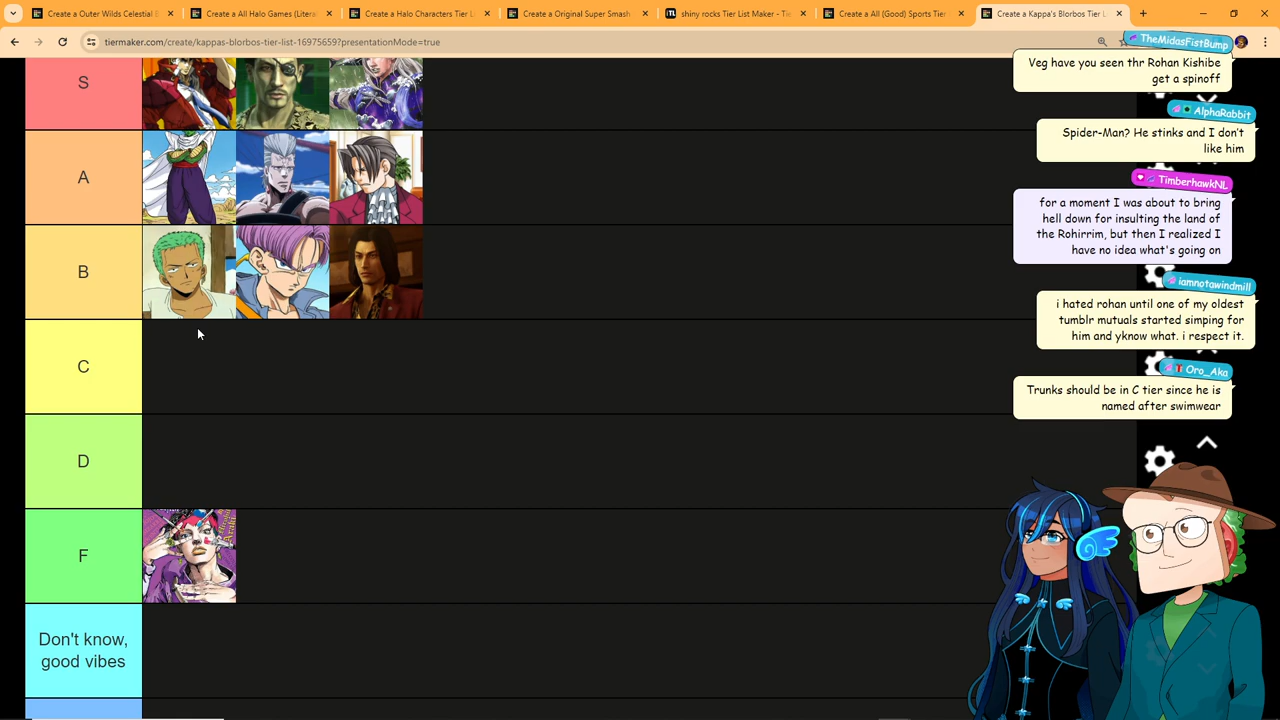 Create a Outer Wilds Celestial B
Create a All Halo Games (Litera
Create a Halo Characters Tier L
Create a Original Super Smash
shiny rocks Tier List Maker - Tie
Create a All (Good) Sports Tie
Create a Kappa's Blorbos Tier L
tiermaker.com/create/kappas-blorbos-tier-list-16975659?presentationMode=true
S
A
B
C
D
F
Don't know,
good vibes
TheMidasFistBump
Veg have you seen thr Rohan Kishibe
get a spinoff
AlphaRabbit
Spider-Man? He stinks and I don't
like him
TimberhawkNL
for a moment I was about to bring
hell down for insulting the land of
the Rohirrim, but then I realized I
have no idea what's going on
iamnotawindmill
i hated rohan until one of my oldest
tumblr mutuals started simping for
him and yknow what. i respect it.
Oro_Aka
Trunks should be in C tier since he is
named after swimwear